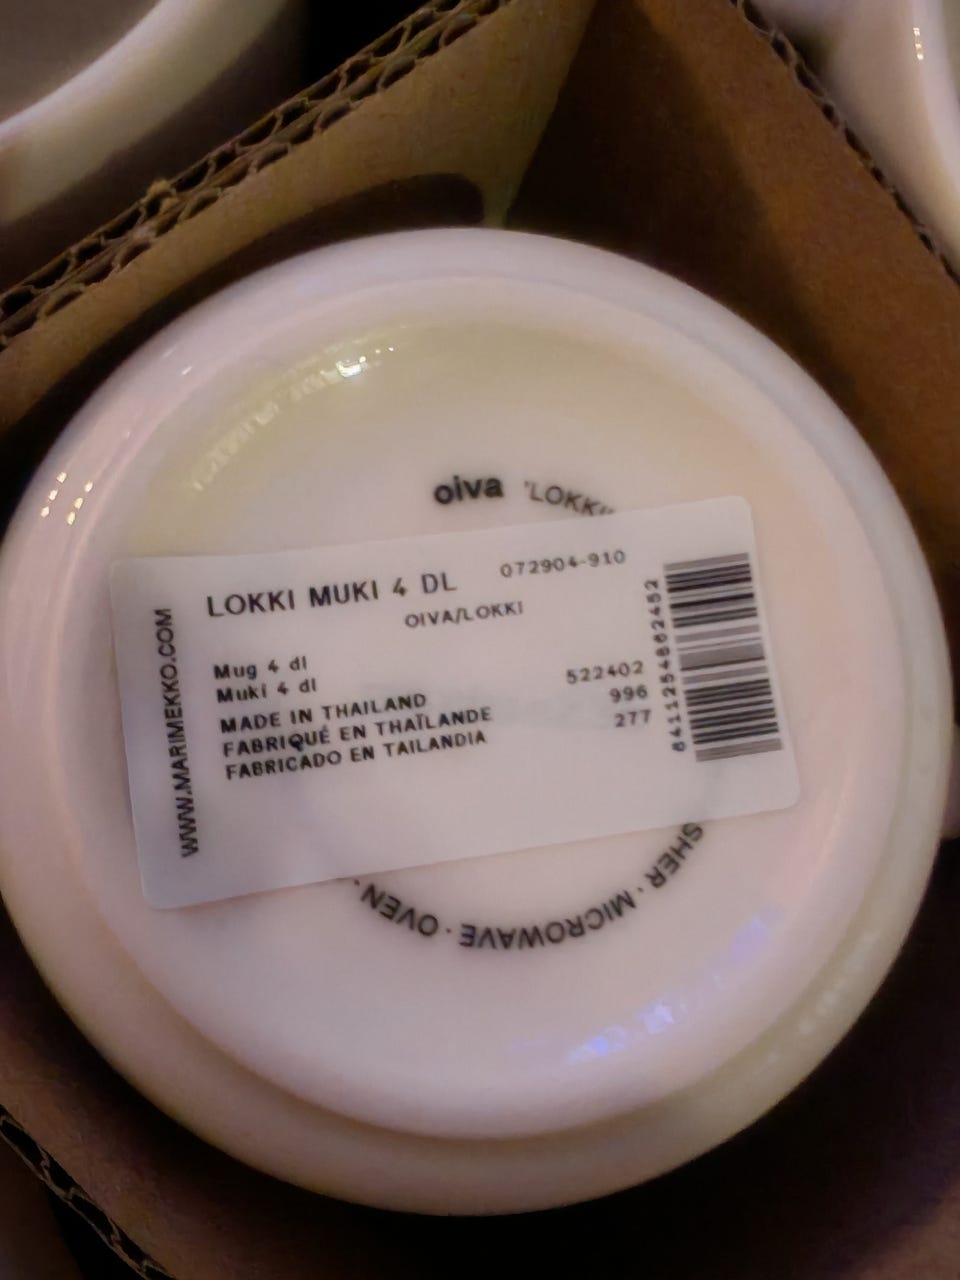 oiva 'LOKKI'
LOKKI MUKI 4 DL 072904-910
OIVA/LOKKI
Mug 4 dl
Muki 4 dl
MADE IN THAILAND 522402
FABRIQUÉ EN THAÏLANDE 996
FABRICADO EN TAILANDIA 277
WWW.MARIMEKKO.COM
SHER · MICROWAVE · OVEN ·